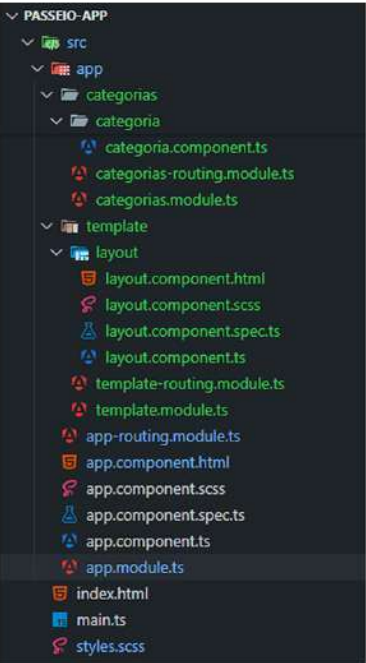 PASSEIO-APP
src
app
categorias
categoria
categoria.component.ts
categorias-routing.module.ts
categorias.module.ts
template
layout
layout.component.html
layout.component.scss
layout.component.spec.ts
layout.component.ts
template-routing.module.ts
template.module.ts
app-routing.module.ts
app.component.html
app.component.scss
app.component.spec.ts
app.component.ts
app.module.ts
index.html
main.ts
styles.scss